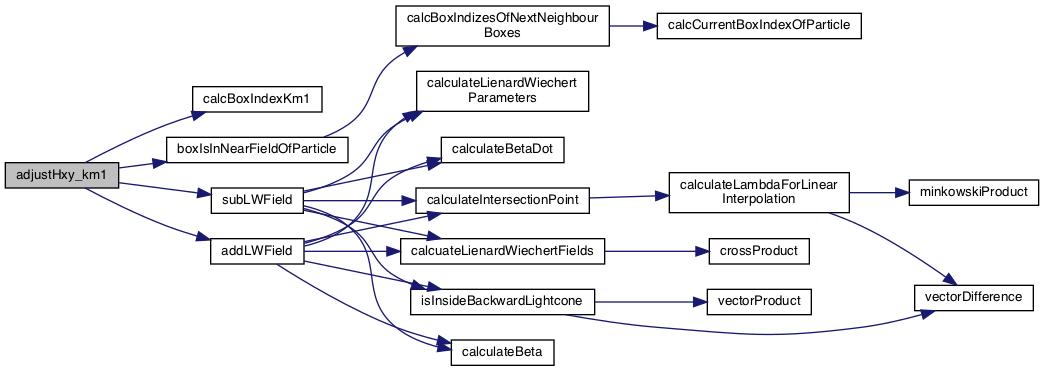 adjustHxy_km1
calcBoxIndexKm1
boxIsInNearFieldOfParticle
subLWField
addLWField
calcBoxIndizesOfNextNeighbour
Boxes
calculateLienardWiechert
Parameters
calculateBetaDot
calculateIntersectionPoint
calcuateLienardWiechertFields
isInsideBackwardLightcone
calculateBeta
calcCurrentBoxIndexOfParticle
calculateLambdaForLinear
Interpolation
crossProduct
vectorProduct
minkowskiProduct
vectorDifference